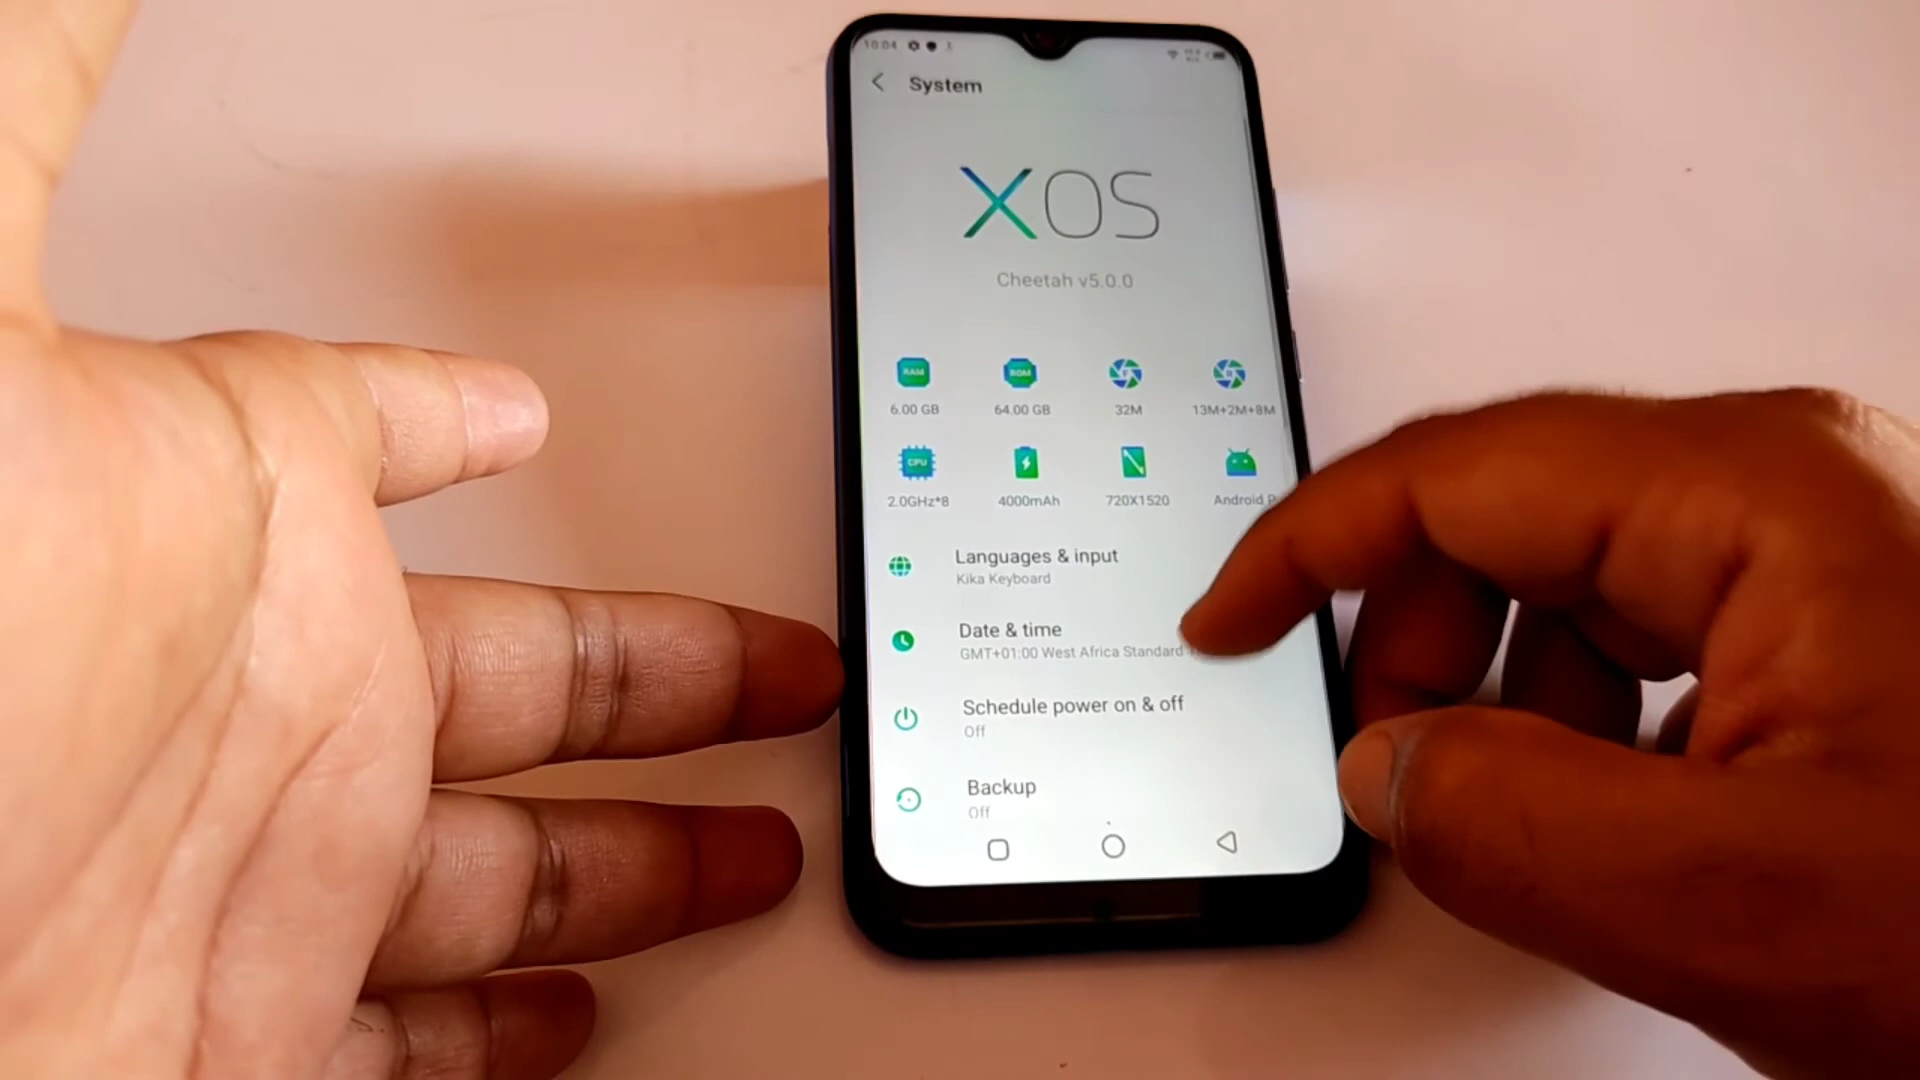 10:04
System
XOS
Cheetah v5.0.0
RAM
ROM
6.00 GB
64.00 GB
32M
13M+2M+8M
CPU
2.0GHz*8
4000mAh
720X1520
Android P
Languages & input
Kika Keyboard
Date & time
GMT+01:00 West Africa Standard
Schedule power on & off
Off
Backup
Off